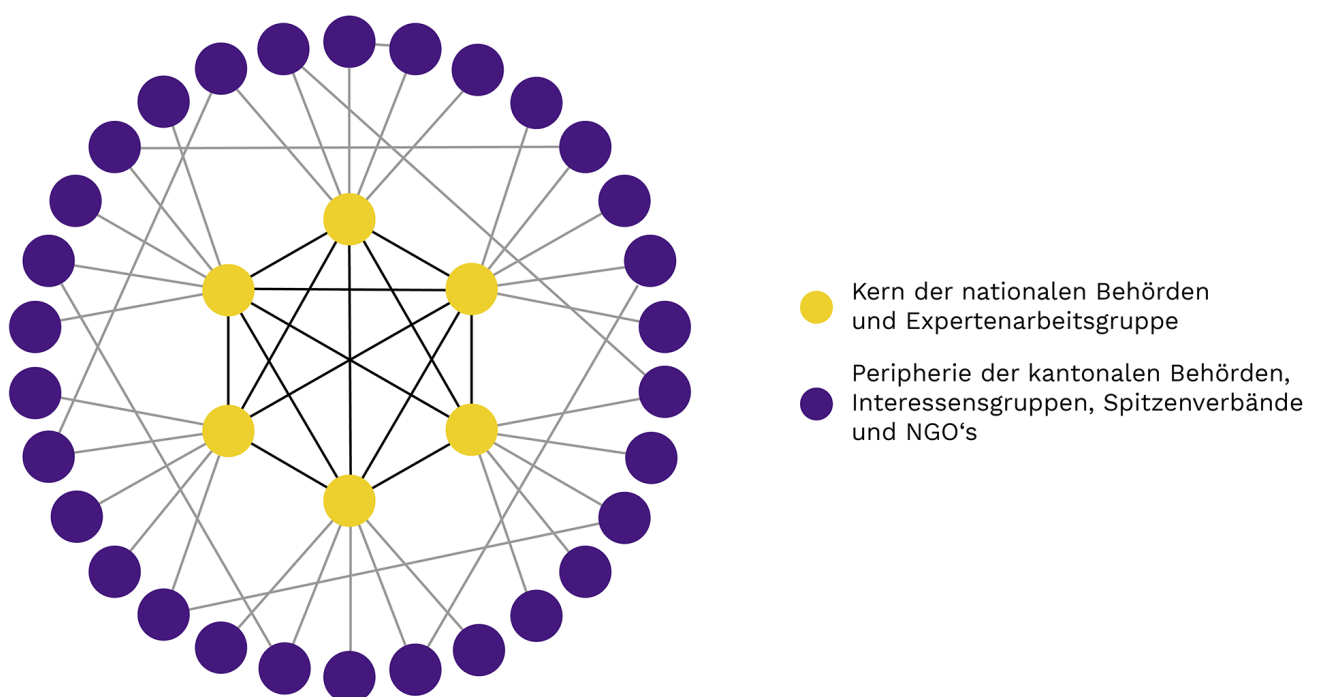 Kern der nationalen Behörden
und Expertenarbeitsgruppe
Peripherie der kantonalen Behörden,
Interessensgruppen, Spitzenverbände
und NGO‘s